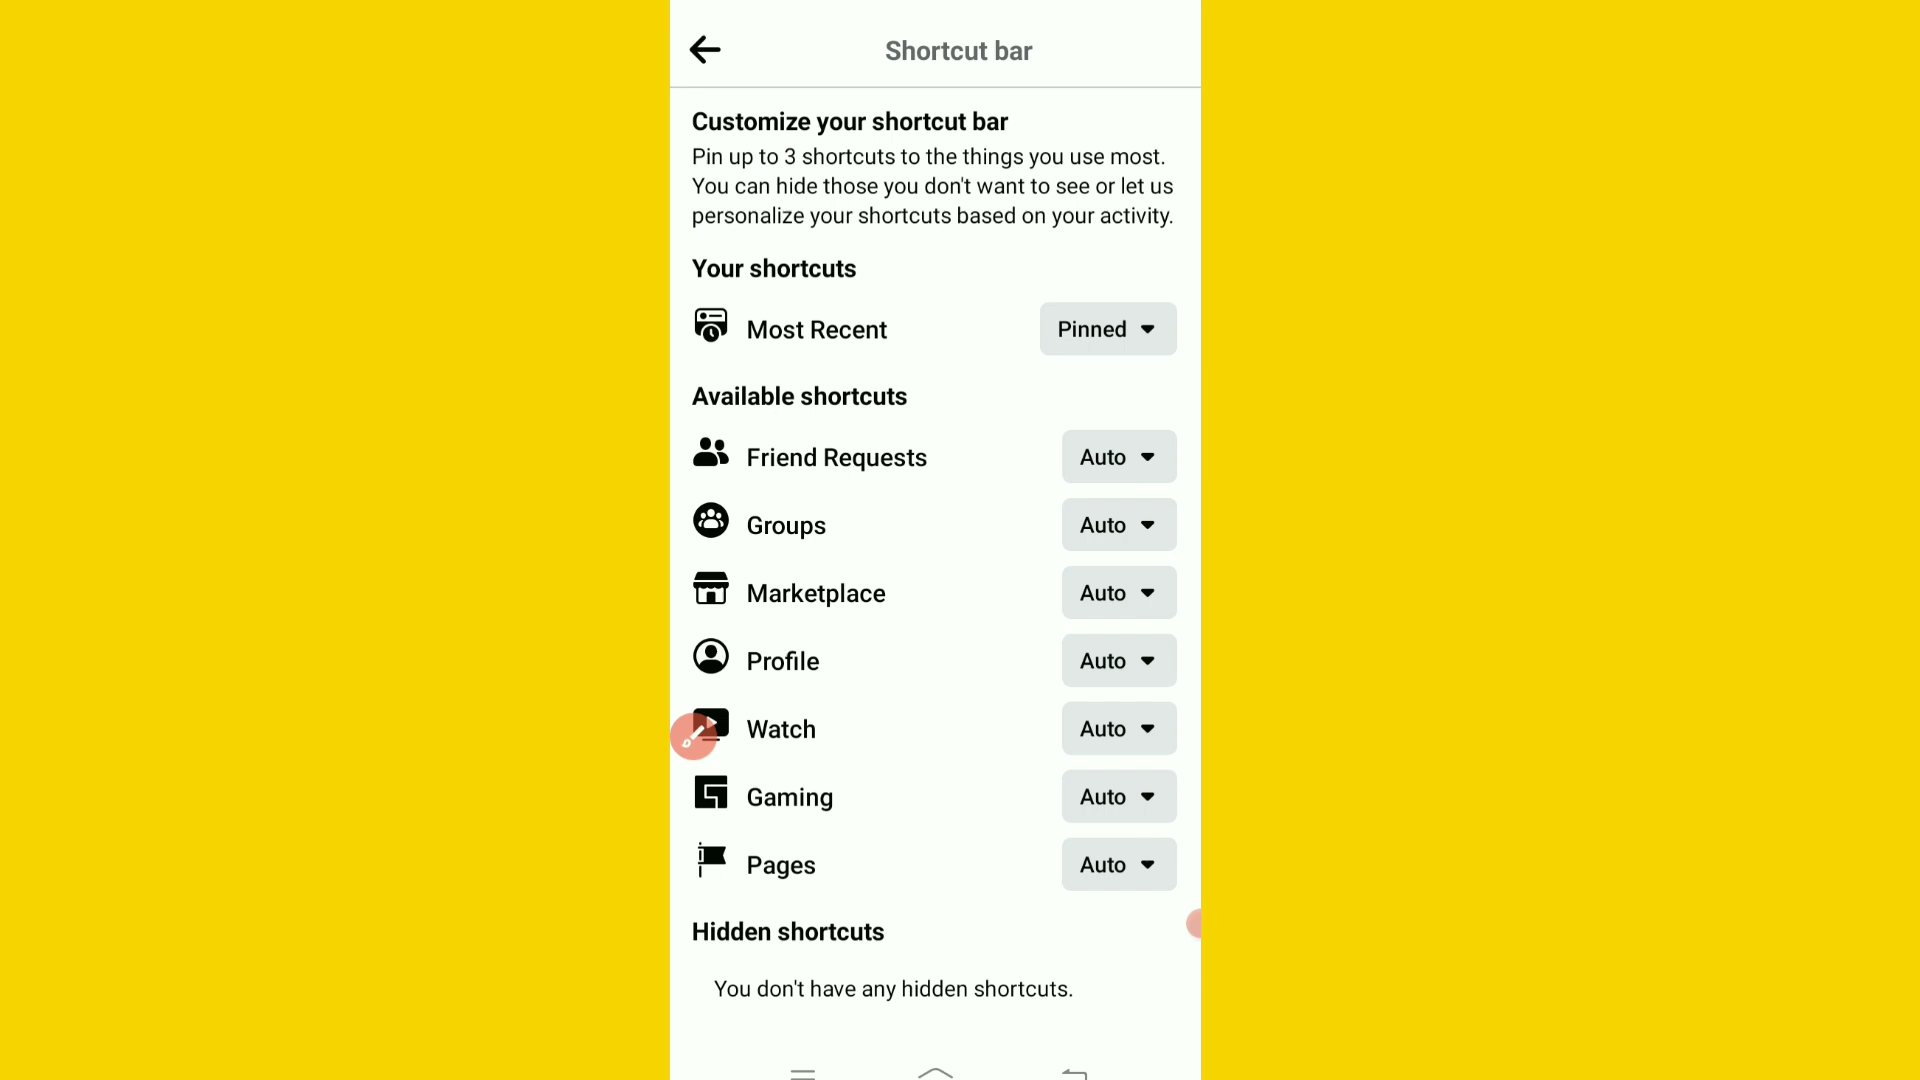 Shortcut bar
Customize your shortcut bar
Pin up to 3 shortcuts to the things you use most.
You can hide those you don't want to see or let us
personalize your shortcuts based on your activity.
Your shortcuts
Most Recent Pinned
Available shortcuts
Friend Requests Auto
Groups Auto
Marketplace Auto
Profile Auto
Watch Auto
Gaming Auto
Pages Auto
Hidden shortcuts
You don't have any hidden shortcuts.